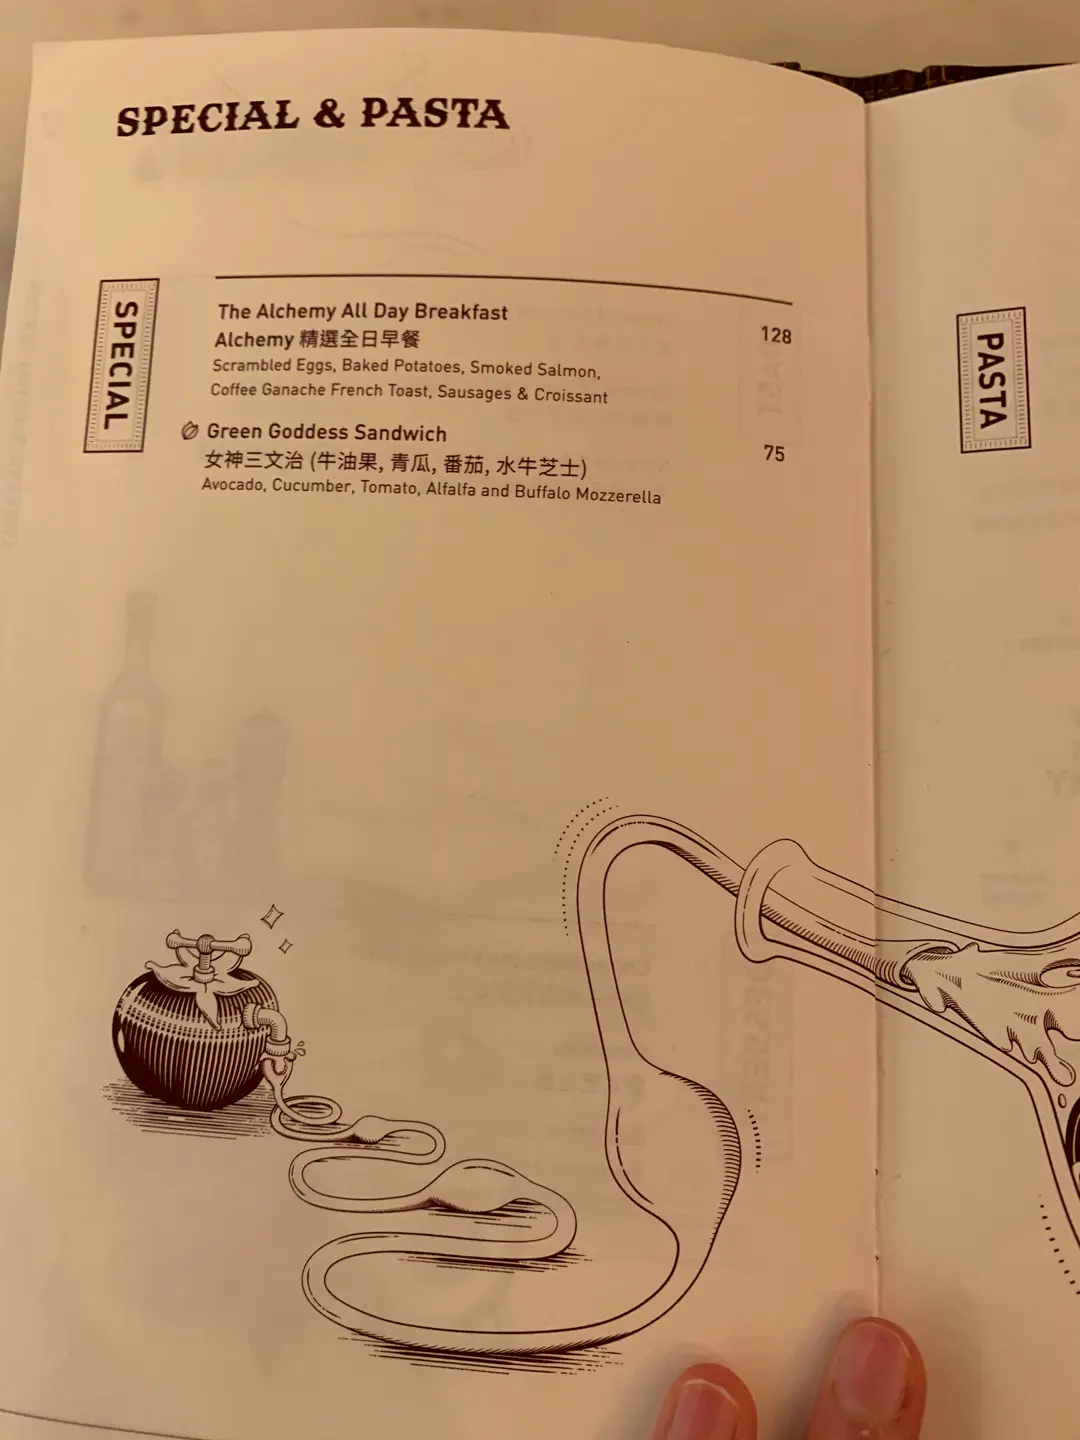 SPECIAL & PASTA
SPECIAL
The Alchemy All Day Breakfast
Alchemy 精選全日早餐
128
Scrambled Eggs, Baked Potatoes, Smoked Salmon,
Coffee Ganache French Toast, Sausages & Croissant
Green Goddess Sandwich
女神三文治 (牛油果, 青瓜, 番茄, 水牛芝士)
75
Avocado, Cucumber, Tomato, Alfalfa and Buffalo Mozzerella
PASTA